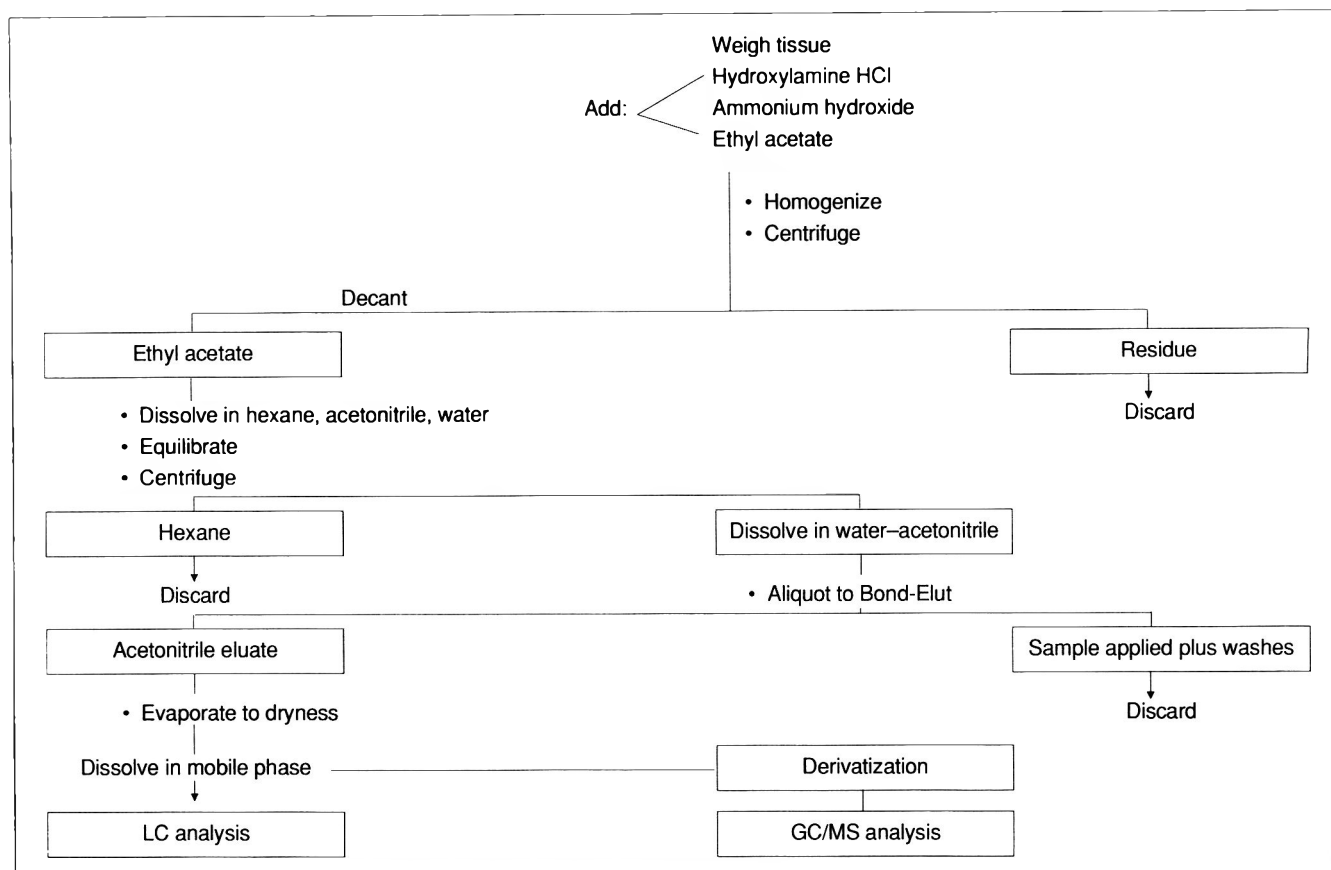 Weigh tissue
Hydroxylamine HCl
Add:
Ammonium hydroxide
Ethyl acetate
• Homogenize
• Centrifuge
Decant
Ethyl acetate
Residue
• Dissolve in hexane, acetonitrile, water
Discard
• Equilibrate
• Centrifuge
Hexane
Dissolve in water–acetonitrile
Discard
• Aliquot to Bond-Elut
Acetonitrile eluate
Sample applied plus washes
• Evaporate to dryness
Discard
Dissolve in mobile phase
Derivatization
LC analysis
GC/MS analysis